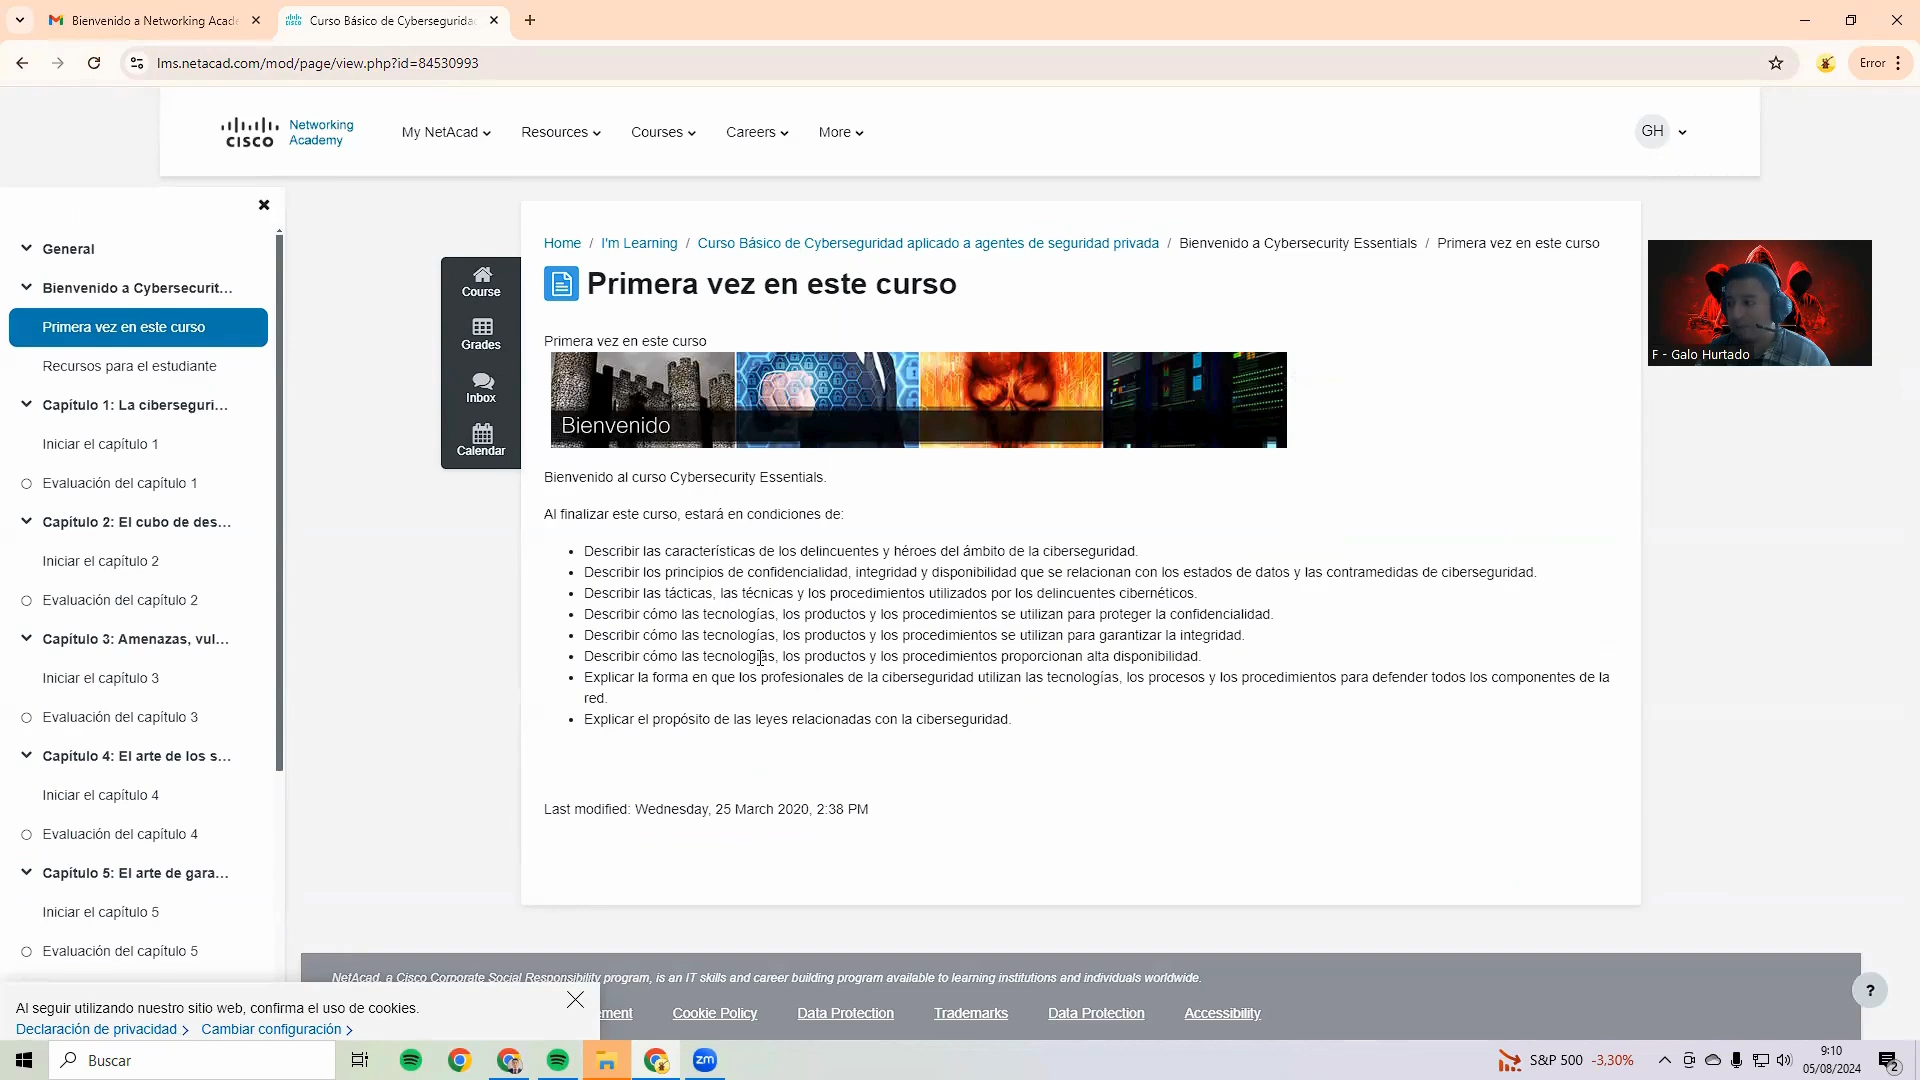 Bienvenido a Networking Acade
Curso Básico de Cybersegurida
lms.netacad.com/mod/page/view.php?id=84530993
Error
CISCO Networking Academy
My NetAcad
Resources
Courses
Careers
More
GH
General
Bienvenido a Cybersecurit...
Primera vez en este curso
Recursos para el estudiante
Capítulo 1: La ciberseguri...
Iniciar el capítulo 1
Evaluación del capítulo 1
Capítulo 2: El cubo de des...
Iniciar el capítulo 2
Evaluación del capítulo 2
Capítulo 3: Amenazas, vul...
Iniciar el capítulo 3
Evaluación del capítulo 3
Capítulo 4: El arte de los s...
Iniciar el capítulo 4
Evaluación del capítulo 4
Capítulo 5: El arte de gara...
Iniciar el capítulo 5
Evaluación del capítulo 5
Course
Grades
Inbox
Calendar
Home / I'm Learning / Curso Básico de Cyberseguridad aplicado a agentes de seguridad privada / Bienvenido a Cybersecurity Essentials / Primera vez en este curso
Primera vez en este curso
Primera vez en este curso
Bienvenido
Bienvenido al curso Cybersecurity Essentials.
Al finalizar este curso, estará en condiciones de:
• Describir las características de los delincuentes y héroes del ámbito de la ciberseguridad.
• Describir los principios de confidencialidad, integridad y disponibilidad que se relacionan con los estados de datos y las contramedidas de ciberseguridad.
• Describir las tácticas, las técnicas y los procedimientos utilizados por los delincuentes cibernéticos.
• Describir cómo las tecnologías, los productos y los procedimientos se utilizan para proteger la confidencialidad.
• Describir cómo las tecnologías, los productos y los procedimientos se utilizan para garantizar la integridad.
• Describir cómo las tecnologías, los productos y los procedimientos proporcionan alta disponibilidad.
• Explicar la forma en que los profesionales de la ciberseguridad utilizan las tecnologías, los procesos y los procedimientos para defender todos los componentes de la
red.
• Explicar el propósito de las leyes relacionadas con la ciberseguridad.
Last modified: Wednesday, 25 March 2020, 2:38 PM
F - Galo Hurtado
NetAcad, a Cisco Corporate Social Responsibility program, is an IT skills and career building program available to learning institutions and individuals worldwide.
ement
Cookie Policy
Data Protection
Trademarks
Data Protection
Accessibility
?
Al seguir utilizando nuestro sitio web, confirma el uso de cookies.
Declaración de privacidad > Cambiar configuración >
Buscar
zm
S&P 500 -3,30%
9:10
05/08/2024
2